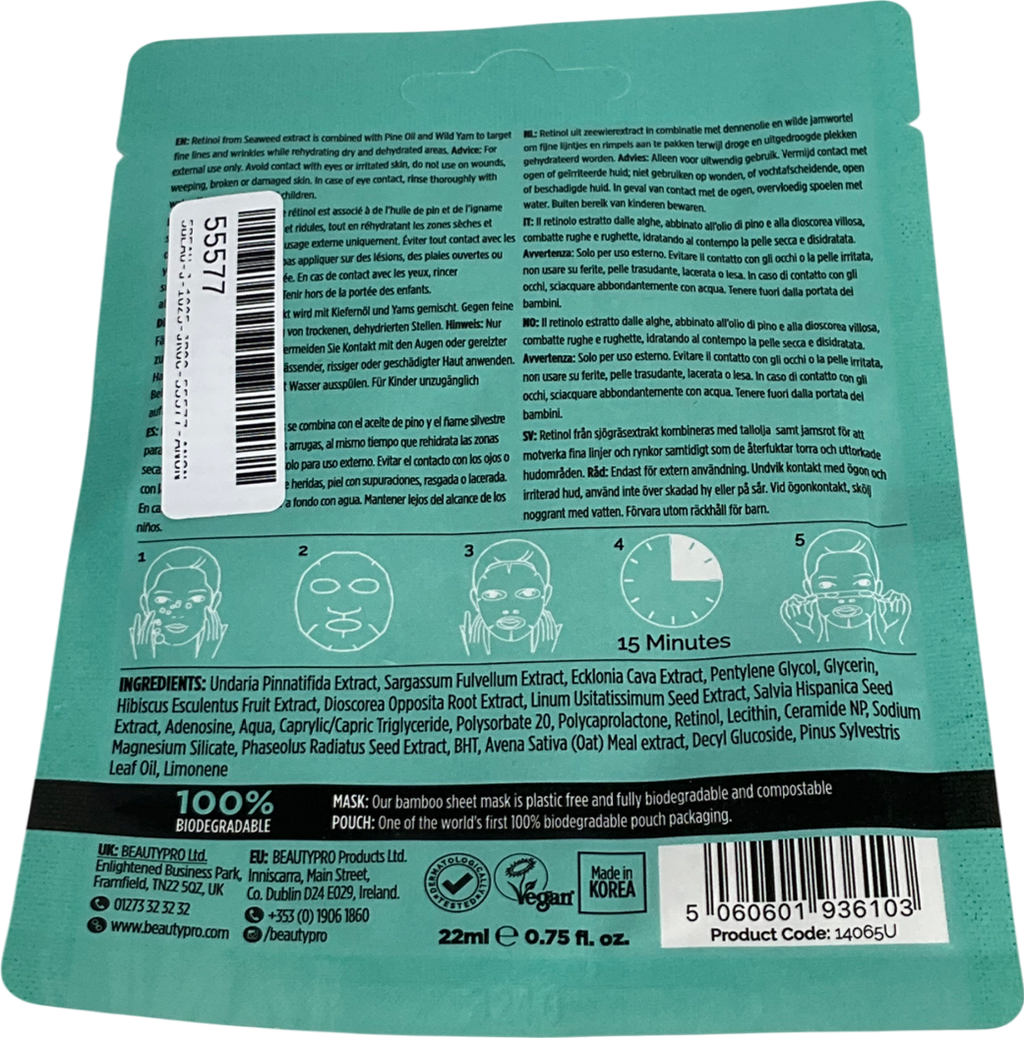 EN: Retinol from Seaweed extract is combined with Pine Oil and Wild Yam to target
fine lines and wrinkles while rehydrating dry and dehydrated areas. Advice: For
external use only. Avoid contact with eyes or irritated skin, do not use on wounds,
weeping, broken or damaged skin. In case of eye contact, rinse thoroughly with
children.
rétinol est associé à de l'huile de pin et de l'igname
et ridules, tout en réhydratant les zones sèches et
usage externe uniquement. Éviter tout contact avec les
pas appliquer sur des lésions, des plaies ouvertes ou
ée. En cas de contact avec les yeux, rincer
Tenir hors de la portée des enfants.
kt wird mit Kiefernöl und Yams gemischt. Gegen feine
von trockenen, dehydrierten Stellen. Hinweis: Nur
ermeiden Sie Kontakt mit den Augen oder gereizter
ässender, rissiger oder geschädigter Haut anwenden.
Wasser ausspülen. Für Kinder unzugänglich
auf
ES:
se combina con el aceite de pino y el ñame silvestre
para
arrugas, al mismo tiempo que rehidrata las zonas
seca
olo para uso externo. Evitar el contacto con los ojos o
con
heridas, piel con supuraciones, rasgada o lacerada.
En ca
a fondo con agua. Mantener lejos del alcance de los
niños.
55577
NL: Retinol uit zeewierextract in combinatie met dennenolie en wilde jamwortel
om fijne lijntjes en rimpels aan te pakken terwijl droge en uitgedroogde plekken
gehydrateerd worden. Advies: Alleen voor uitwendig gebruik. Vermijd contact met
ogen of geïrriteerde huid; niet gebruiken op wonden, of vochtafscheidende, open
of beschadigde huid. In geval van contact met de ogen, overvloedig spoelen met
water. Buiten bereik van kinderen bewaren.
IT: Il retinolo estratto dalle alghe, abbinato all'olio di pino e alla dioscorea villosa,
combatte rughe e rughette, idratando al contempo la pelle secca e disidratata.
Avvertenza: Solo per uso esterno. Evitare il contatto con gli occhi o la pelle irritata,
non usare su ferite, pelle trasudante, lacerata o lesa. In caso di contatto con gli
occhi, sciacquare abbondantemente con acqua. Tenere fuori dalla portata dei
bambini.
NO: Il retinolo estratto dalle alghe, abbinato all'olio di pino e alla dioscorea villosa,
combatte rughe e rughette, idratando al contempo la pelle secca e disidratata.
Avvertenza: Solo per uso esterno. Evitare il contatto con gli occhi o la pelle irritata,
non usare su ferite, pelle trasudante, lacerata o lesa. In caso di contatto con gli
occhi, sciacquare abbondantemente con acqua. Tenere fuori dalla portata dei
bambini.
SV: Retinol från sjögräsextrakt kombineras med tallolja samt jamsrot för att
motverka fina linjer och rynkor samtidigt som de återfuktar torra och uttorkade
hudområden. Råd: Endast för extern användning. Undvik kontakt med ögon och
irriterad hud, använd inte över skadad hy eller på sår. Vid ögonkontakt, skölj
noggrant med vatten. Förvara utom räckhåll för barn.
1 2 3 4 5
15 Minutes
INGREDIENTS: Undaria Pinnatifida Extract, Sargassum Fulvellum Extract, Ecklonia Cava Extract, Pentylene Glycol, Glycerin,
Hibiscus Esculentus Fruit Extract, Dioscorea Opposita Root Extract, Linum Usitatissimum Seed Extract, Salvia Hispanica Seed
Extract, Adenosine, Aqua, Caprylic/Capric Triglyceride, Polysorbate 20, Polycaprolactone, Retinol, Lecithin, Ceramide NP, Sodium
Magnesium Silicate, Phaseolus Radiatus Seed Extract, BHT, Avena Sativa (Oat) Meal extract, Decyl Glucoside, Pinus Sylvestris
Leaf Oil, Limonene
100%
BIODEGRADABLE
MASK: Our bamboo sheet mask is plastic free and fully biodegradable and compostable
POUCH: One of the world's first 100% biodegradable pouch packaging.
UK: BEAUTYPRO Ltd.
Enlightened Business Park,
Framfield, TN22 5QZ, UK
01273 32 32 32
www.beautypro.com
EU: BEAUTYPRO Products Ltd.
Inniscarra, Main Street,
Co. Dublin D24 E029, Ireland.
+353 (0) 1906 1860
/beautypro
DERMATOLOGICALLY TESTED
Vegan
Made in
KOREA
22ml ℮ 0.75 fl. oz.
5 060601 936103
Product Code: 14065U